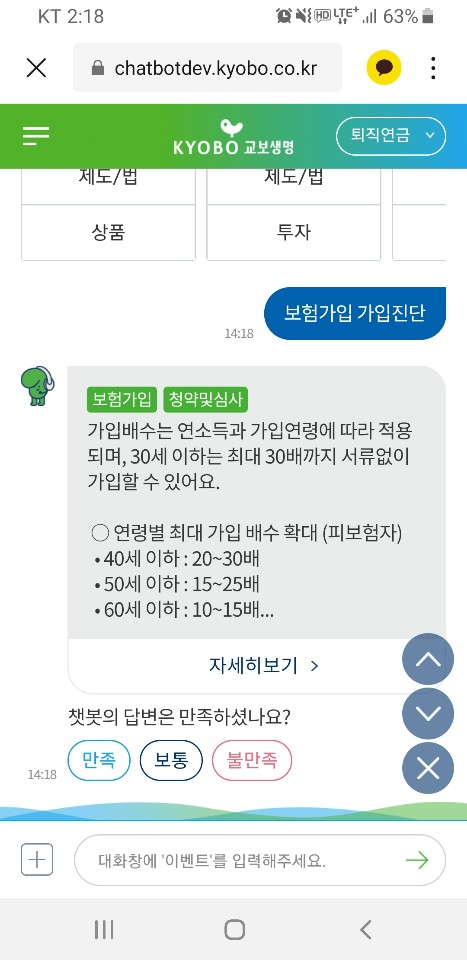 KT 2:18 HD LTE+ 63%
chatbotdev.kyobo.co.kr
KYOBO 교보생명
퇴직연금
제도/법 제도/법
상품 투자
보험가입 가입진단
14:18
보험가입 청약및심사
가입배수는 연소득과 가입연령에 따라 적용
되며, 30세 이하는 최대 30배까지 서류없이
가입할 수 있어요.
○ 연령별 최대 가입 배수 확대 (피보험자)
• 40세 이하 : 20~30배
• 50세 이하 : 15~25배
• 60세 이하 : 10~15배...
자세히보기 >
챗봇의 답변은 만족하셨나요?
14:18 만족 보통 불만족
대화창에 '이벤트'를 입력해주세요.